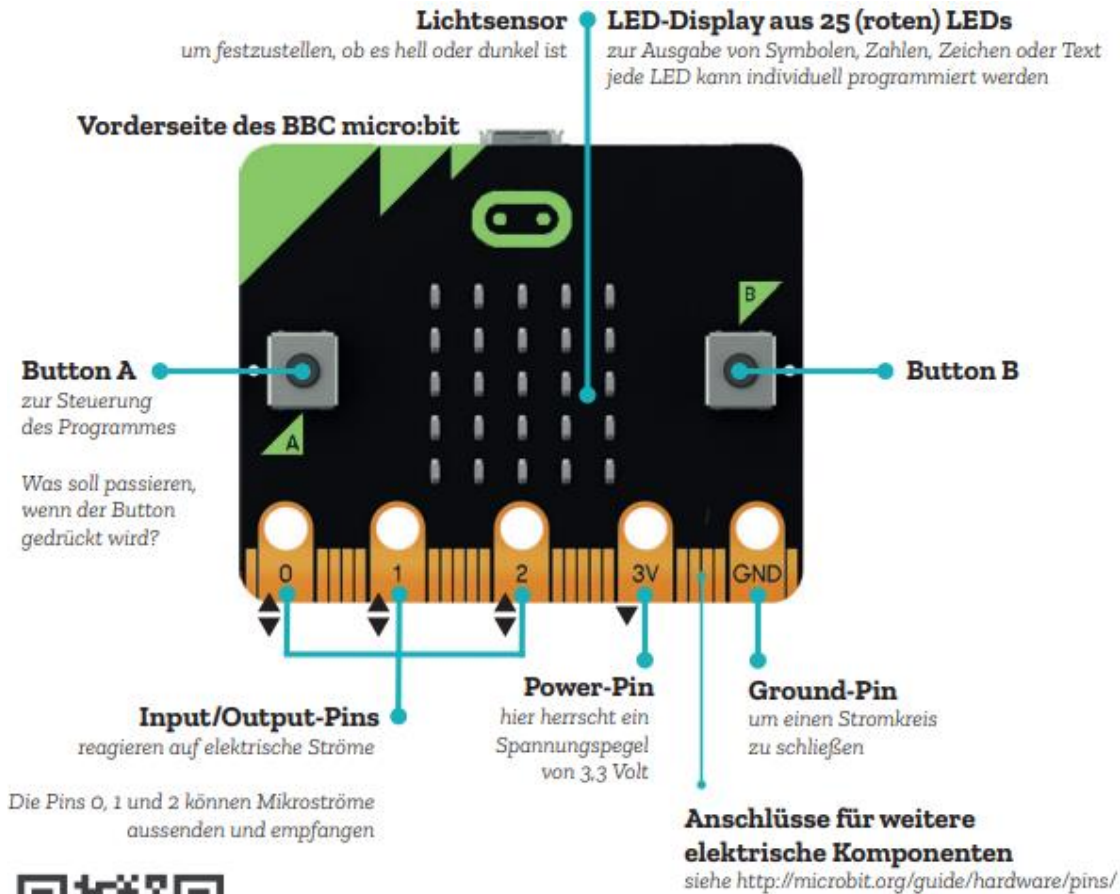 Lichtsensor
um festzustellen, ob es hell oder dunkel ist
LED-Display aus 25 (roten) LEDs
zur Ausgabe von Symbolen, Zahlen, Zeichen oder Text
jede LED kann individuell programmiert werden
Vorderseite des BBC micro:bit
B
Button A
zur Steuerung
des Programmes
Was soll passieren,
wenn der Button
gedrückt wird?
A
Button B
0 1 2 3V GND
Input/Output-Pins
reagieren auf elektrische Ströme
Die Pins 0, 1 und 2 können Mikroströme
aussenden und empfangen
Power-Pin
hier herrscht ein
Spannungspegel
von 3,3 Volt
Ground-Pin
um einen Stromkreis
zu schließen
Anschlüsse für weitere
elektrische Komponenten
siehe http://microbit.org/guide/hardware/pins/